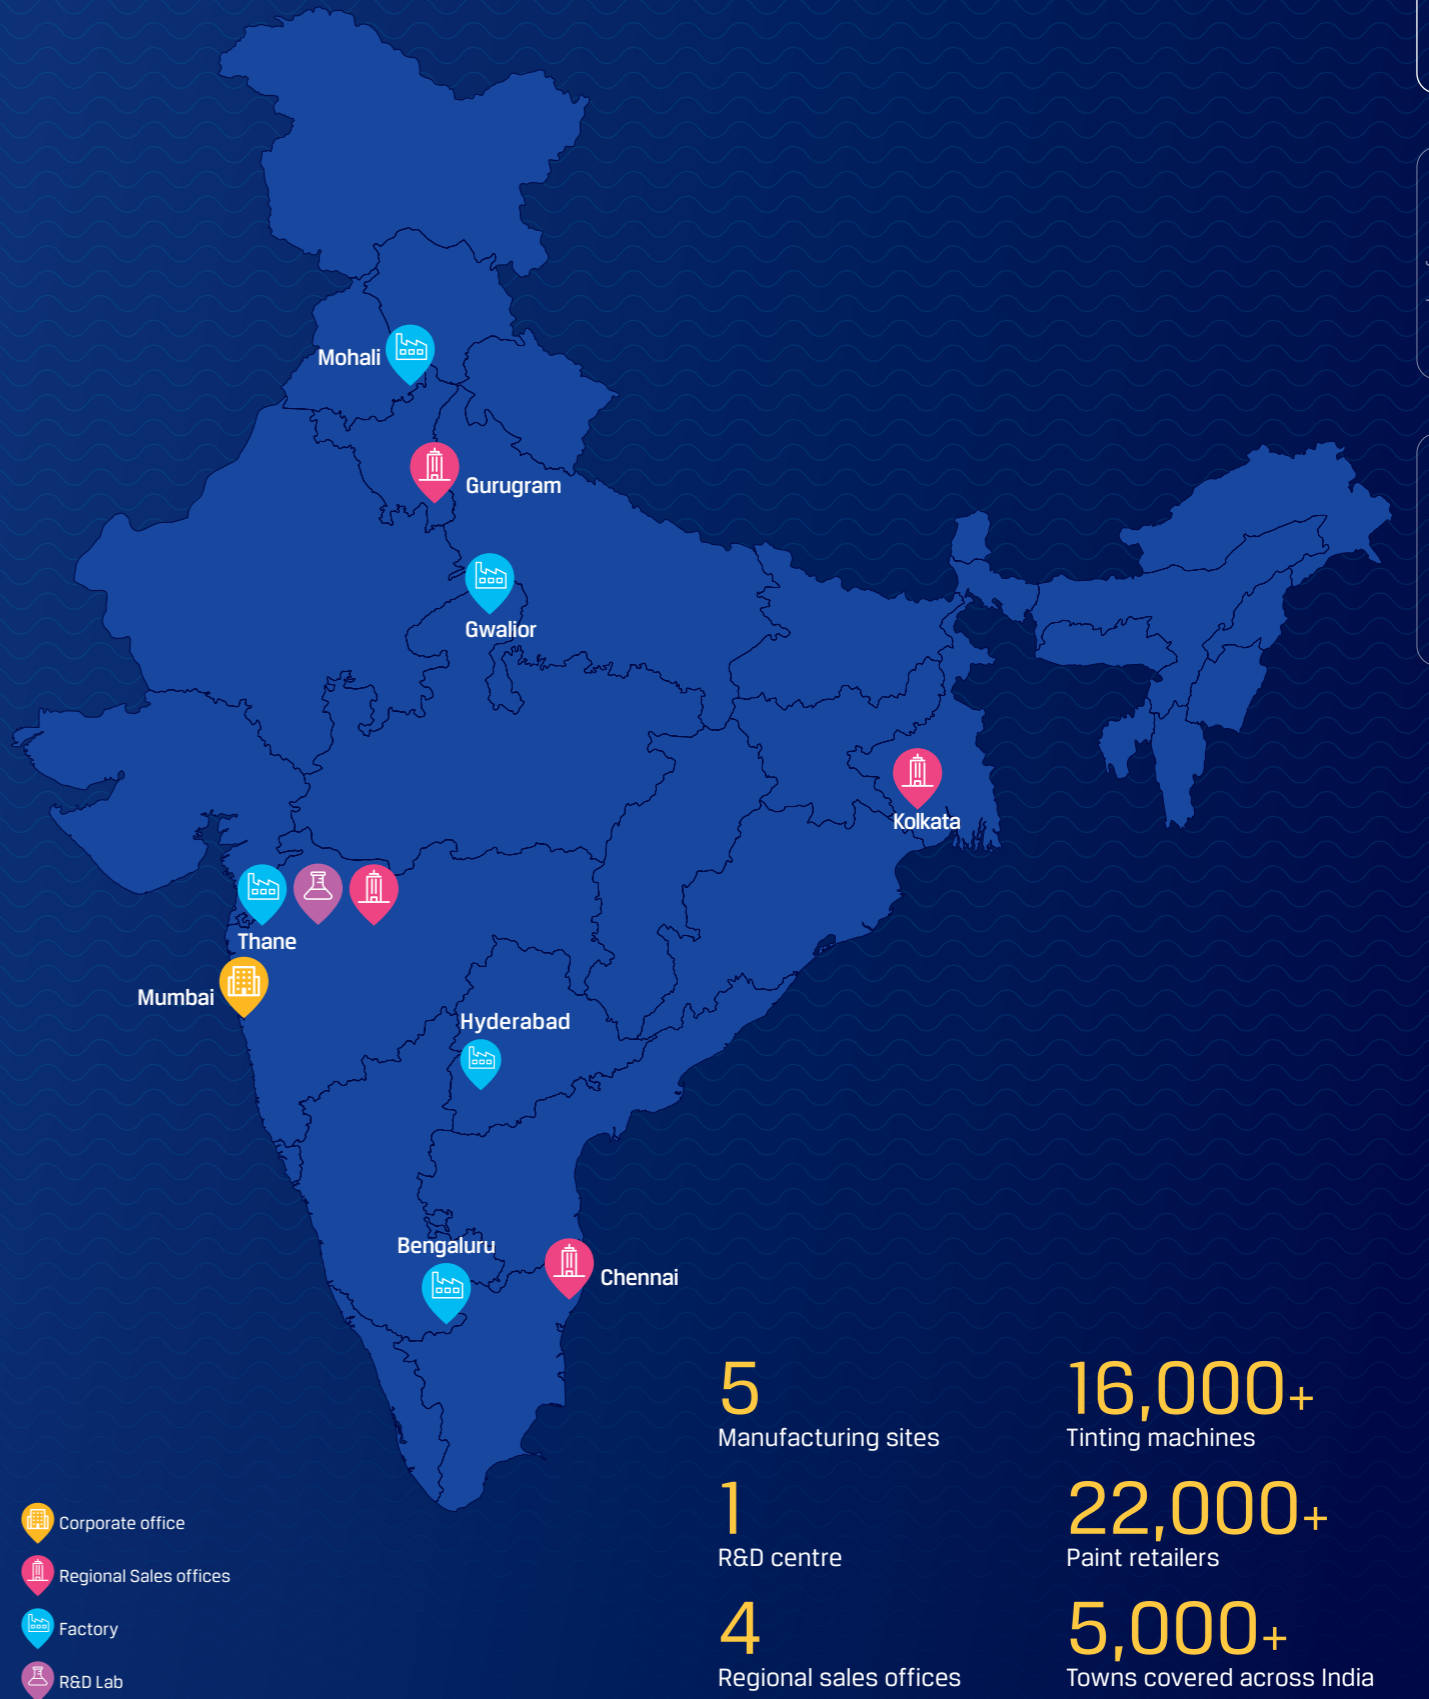 Mohali
Gurugram
Gwalior
Kolkata
Thane
Mumbai
Hyderabad
Bengaluru
Chennai
5
Manufacturing sites
16,000+
Tinting machines
1
R&D centre
22,000+
Paint retailers
4
Regional sales offices
5,000+
Towns covered across India
Corporate office
Regional Sales offices
Factory
R&D Lab